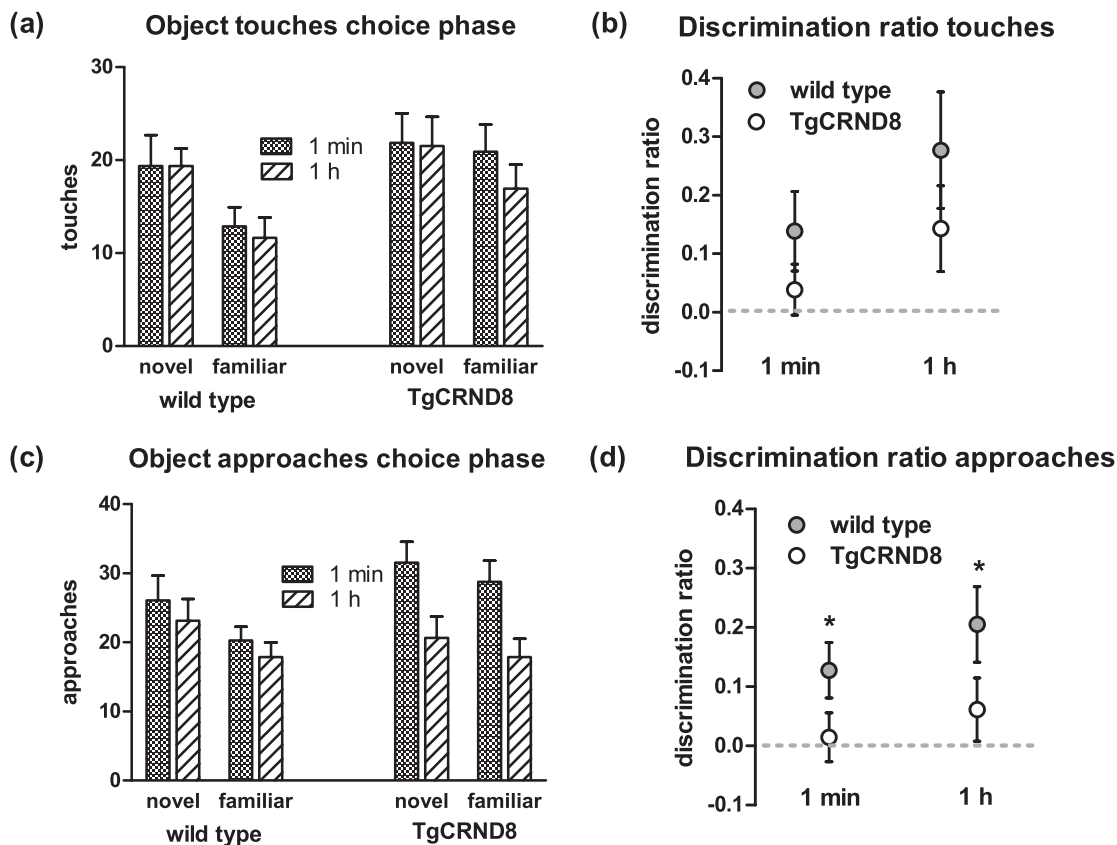 (a) Object touches choice phase
30
20
10
0
touches
1 min
1 h
novel familiar novel familiar
wild type TgCRND8
(b) Discrimination ratio touches
0.4
0.3
0.2
0.1
0.0
-0.1
discrimination ratio
wild type
TgCRND8
1 min 1 h
(c) Object approaches choice phase
40
30
20
10
0
approaches
1 min
1 h
novel familiar novel familiar
wild type TgCRND8
(d) Discrimination ratio approaches
0.4
0.3
0.2
0.1
0.0
-0.1
discrimination ratio
wild type
TgCRND8
* *
1 min 1 h